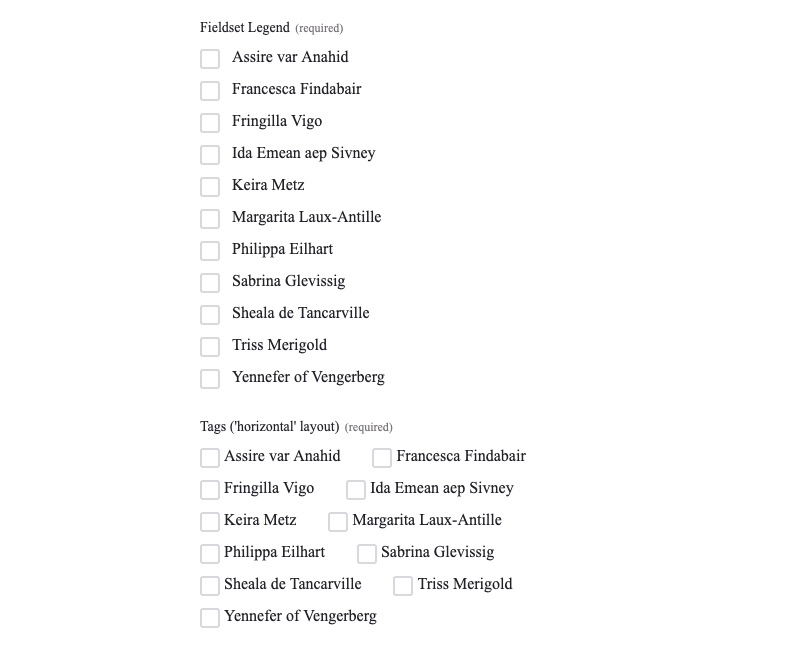 Fieldset Legend (required)
Assire var Anahid
Francesca Findabair
Fringilla Vigo
Ida Emean aep Sivney
Keira Metz
Margarita Laux-Antille
Philippa Eilhart
Sabrina Glevissig
Sheala de Tancarville
Triss Merigold
Yennefer of Vengerberg
Tags ('horizontal' layout) (required)
Assire var Anahid Francesca Findabair
Fringilla Vigo Ida Emean aep Sivney
Keira Metz Margarita Laux-Antille
Philippa Eilhart Sabrina Glevissig
Sheala de Tancarville Triss Merigold
Yennefer of Vengerberg